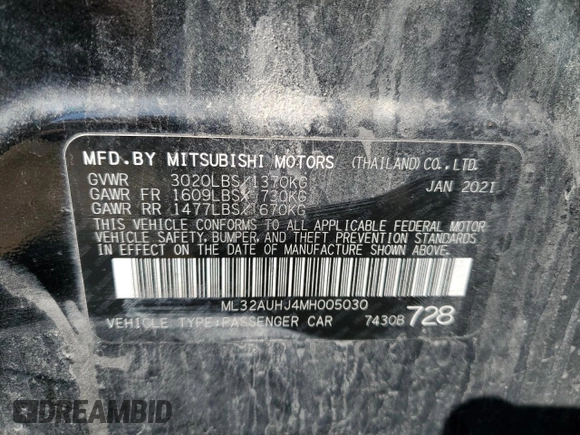 MFD.BY MITSUBISHI MOTORS (THAILAND)CO.,LTD.
GVWR 3020LBS/1370KG JAN 2021
GAWR FR 1609LBS/730KG
GAWR RR 1477LBS/670KG
THIS VEHICLE CONFORMS TO ALL APPLICABLE FEDERAL MOTOR
VEHICLE SAFETY, BUMPER, AND THEFT PREVENTION STANDARDS
IN EFFECT ON THE DATE OF MANUFACTURE SHOWN ABOVE.
ML32AUHJ4MH005030
VEHICLE TYPE:PASSENGER CAR 7430B 728
DREAMBID